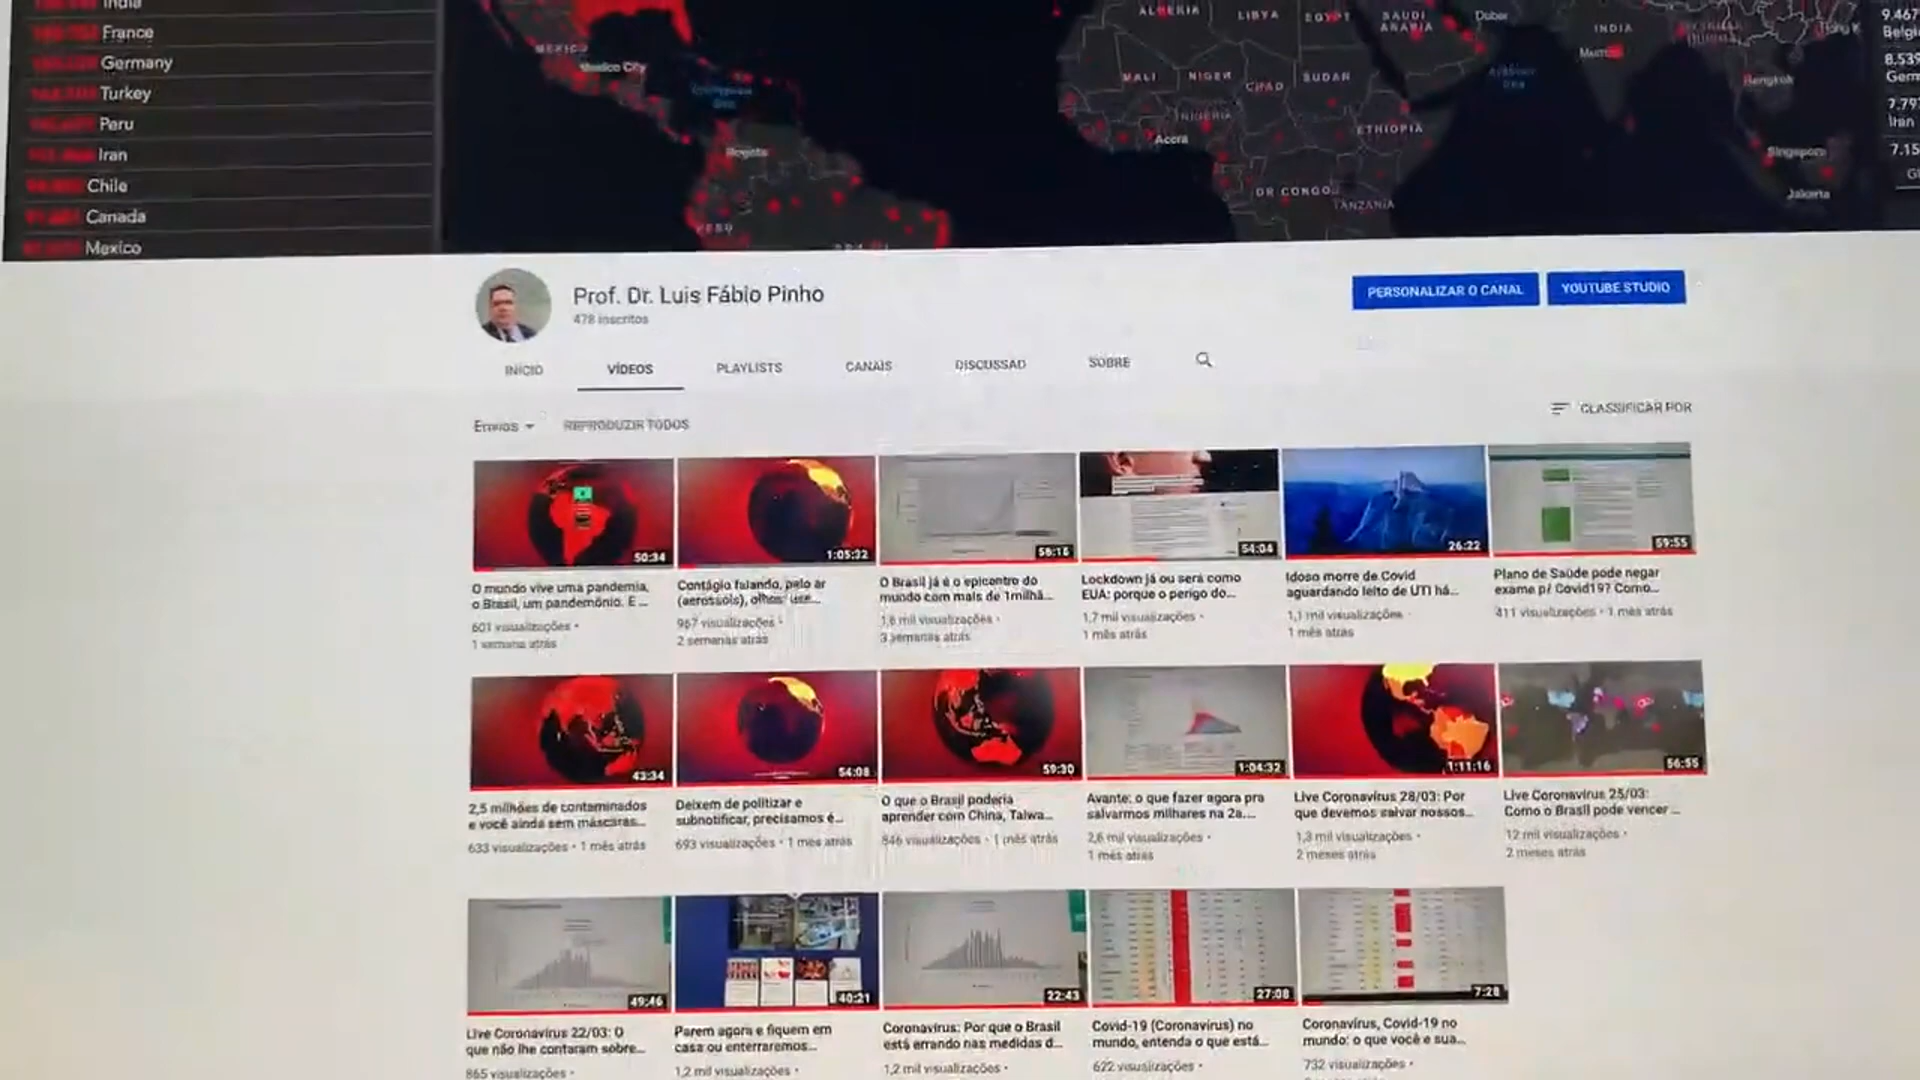 India
France
Germany
Turkey
Peru
Iran
Chile
Canada
Mexico
MEXICO
Mexico City
Bogota
PERU
ALGERIA
LIBYA
EGYPT
SAUDI
ARABIA
Dubai
INDIA
Mumbai
MALI
NIGER
CHAD
SUDAN
NIGERIA
Accra
ETHIOPIA
DR CONGO
TANZANIA
Bangkok
Singapore
Jakarta
9.467
Belgi
8.539
Germ
7.79
Iran
7.15
Prof. Dr. Luis Fábio Pinho
478 inscritos
PERSONALIZAR O CANAL
YOUTUBE STUDIO
INÍCIO
VÍDEOS
PLAYLISTS
CANAIS
DISCUSSÃO
SOBRE
Envios
REPRODUZIR TODOS
CLASSIFICAR POR
50:34
1:05:32
58:16
54:04
26:22
59:55
O mundo vive uma pandemia,
o Brasil, um pandemônio. E ...
601 visualizações •
1 semana atrás
Contágio falando, pelo ar
(aerossóis), olhos: use...
967 visualizações •
2 semanas atrás
O Brasil já é o epicentro do
mundo com mais de 1milhã...
1,6 mil visualizações •
3 semanas atrás
Lockdown já ou será como
EUA: porque o perigo do...
1,7 mil visualizações •
1 mês atrás
Idoso morre de Covid
aguardando leito de UTI há...
1,1 mil visualizações •
1 mês atrás
Plano de Saúde pode negar
exame p/ Covid19? Como...
411 visualizações • 1 mês atrás
43:34
54:08
59:30
1:04:32
1:11:16
56:55
2,5 milhões de contaminados
e você ainda sem máscaras...
633 visualizações • 1 mês atrás
Deixem de politizar e
subnotificar, precisamos é...
693 visualizações • 1 mês atrás
O que o Brasil poderia
aprender com China, Taiwa...
846 visualizações • 1 mês atrás
Avante: o que fazer agora pra
salvarmos milhares na 2a....
2,6 mil visualizações •
1 mês atrás
Live Coronavírus 28/03: Por
que devemos salvar nossos...
1,3 mil visualizações •
2 meses atrás
Live Coronavírus 25/03:
Como o Brasil pode vencer ...
12 mil visualizações •
2 meses atrás
49:46
40:21
22:43
27:08
7:28
Live Coronavírus 22/03: O
que não lhe contaram sobre...
865 visualizações •
Parem agora e fiquem em
casa ou enterraremos...
1,2 mil visualizações •
Coronavírus: Por que o Brasil
está errando nas medidas d...
1,2 mil visualizações •
Covid-19 (Coronavírus) no
mundo, entenda o que está...
622 visualizações •
Coronavírus, Covid-19 no
mundo: o que você e sua...
732 visualizações •